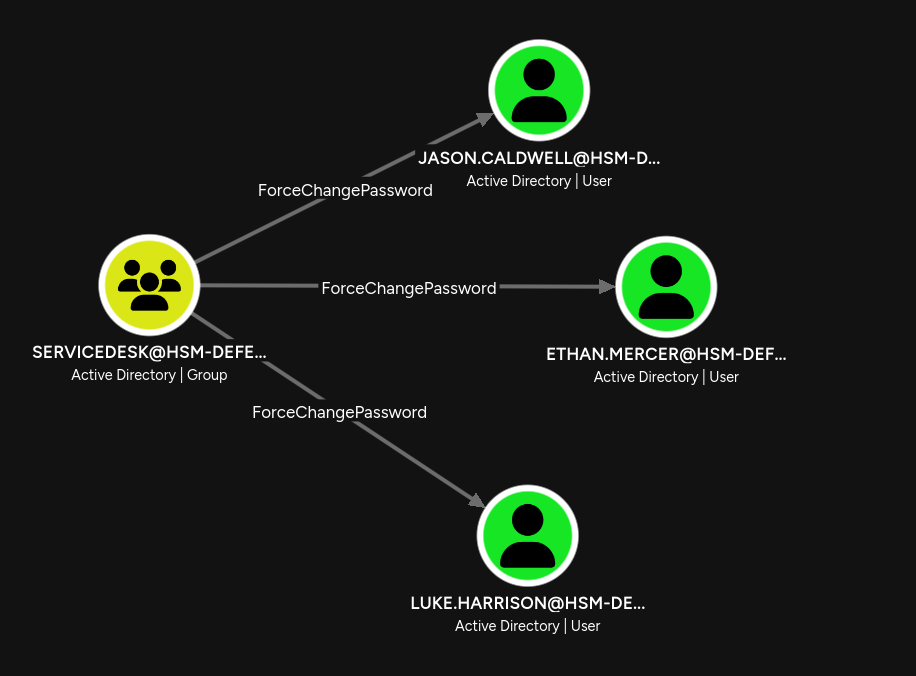 JASON.CALDWELL@HSM-D...
Active Directory | User
ForceChangePassword
ForceChangePassword
SERVICEDESK@HSM-DEFE...
Active Directory | Group
ETHAN.MERCER@HSM-DEF...
Active Directory | User
ForceChangePassword
LUKE.HARRISON@HSM-DE...
Active Directory | User